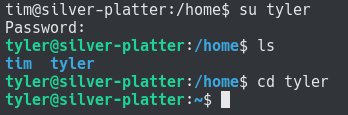 tim@silver-platter:/home$ su tyler
Password:
tyler@silver-platter:/home$ ls
tim  tyler
tyler@silver-platter:/home$ cd tyler
tyler@silver-platter:~$